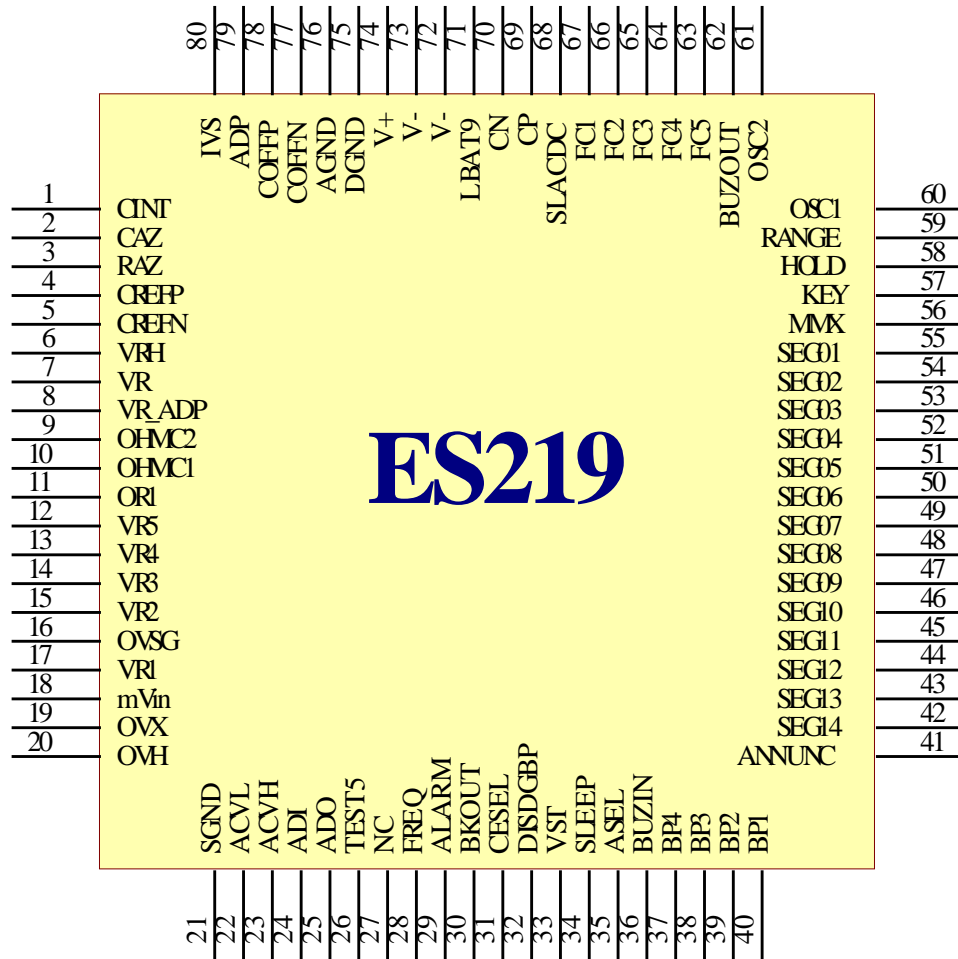 80 79 78 77 76 75 74 73 72 71 70 69 68 67 66 65 64 63 62 61
IVS ADP COFFP COFFN AGND DGND V+ V- V- LBAT9 CN CP SLACDC FC1 FC2 FC3 FC4 FC5 BUZOUT OSC2
1 CINT
2 CAZ
3 RAZ
4 CREFP
5 CREFN
6 VRH
7 VR
8 VR_ADP
9 OHMC2
10 OHMC1
11 OR1
12 VR5
13 VR4
14 VR3
15 VR2
16 OVSG
17 VR1
18 mVin
19 OVX
20 OVH
ES219
OSC1 60
RANGE 59
HOLD 58
KEY 57
MMX 56
SEG01 55
SEG02 54
SEG03 53
SEG04 52
SEG05 51
SEG06 50
SEG07 49
SEG08 48
SEG09 47
SEG10 46
SEG11 45
SEG12 44
SEG13 43
SEG14 42
ANNUNC 41
SGND ACVL ACVH ADI ADO TEST5 NC FREQ ALARM BKOUT CESEL DISDGBP VST SLEEP ASEL BUZIN BP4 BP3 BP2 BP1
21 22 23 24 25 26 27 28 29 30 31 32 33 34 35 36 37 38 39 40